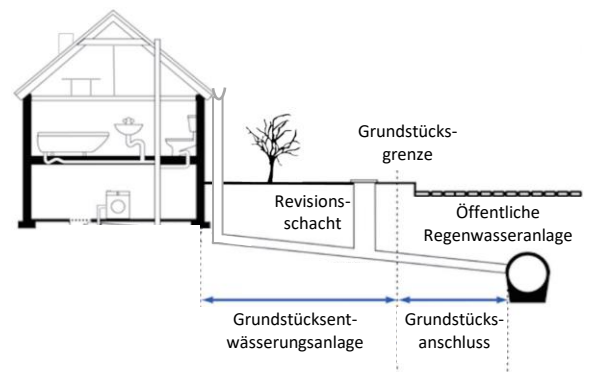 Grundstücks-
grenze
Revisions-
schacht
Öffentliche
Regenwasseranlage
Grundstücksent-
wässerungsanlage
Grundstücks-
anschluss